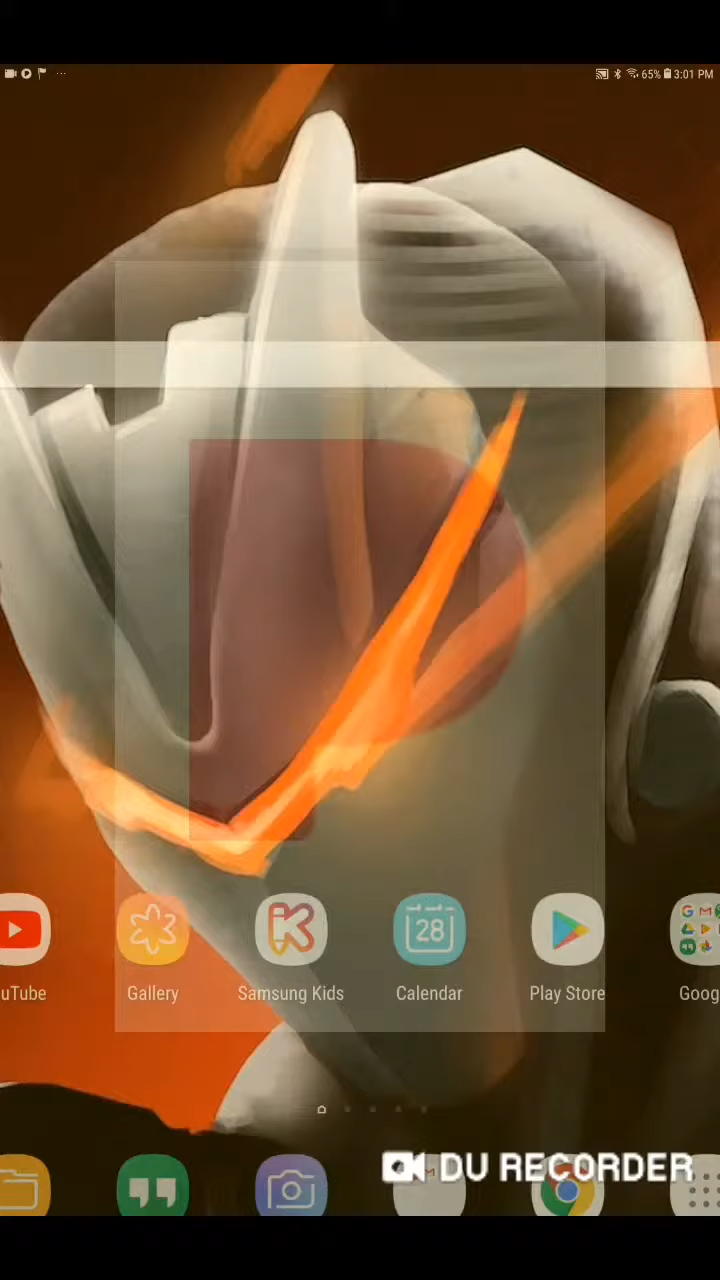 65% 3:01 PM
uTube Gallery Samsung Kids Calendar Play Store Goog
28
DU RECORDER